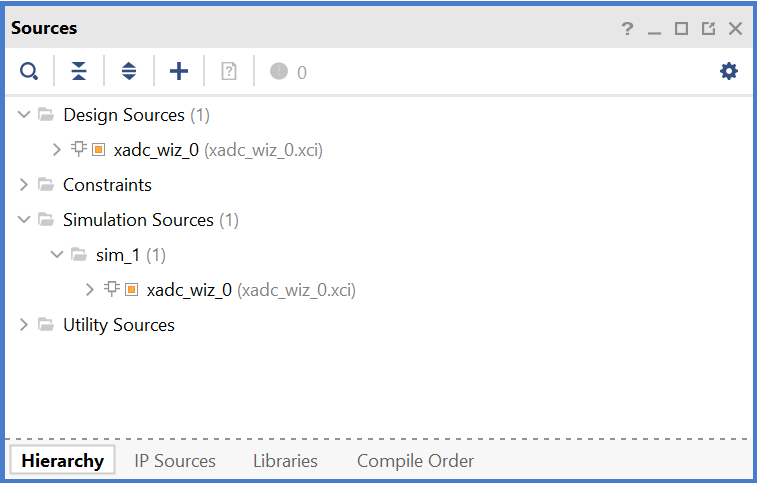 Sources ?
? 0
Design Sources (1)
xadc_wiz_0 (xadc_wiz_0.xci)
Constraints
Simulation Sources (1)
sim_1 (1)
xadc_wiz_0 (xadc_wiz_0.xci)
Utility Sources
Hierarchy IP Sources Libraries Compile Order